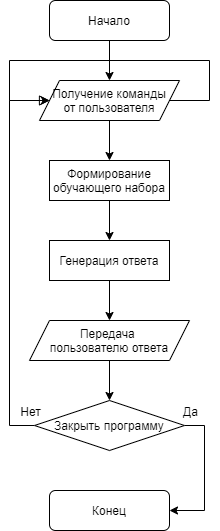 Начало
Получение команды
от пользователя
Формирование
обучающего набора
Генерация ответа
Передача
пользователю ответа
Нет
Закрыть программу
Да
Конец